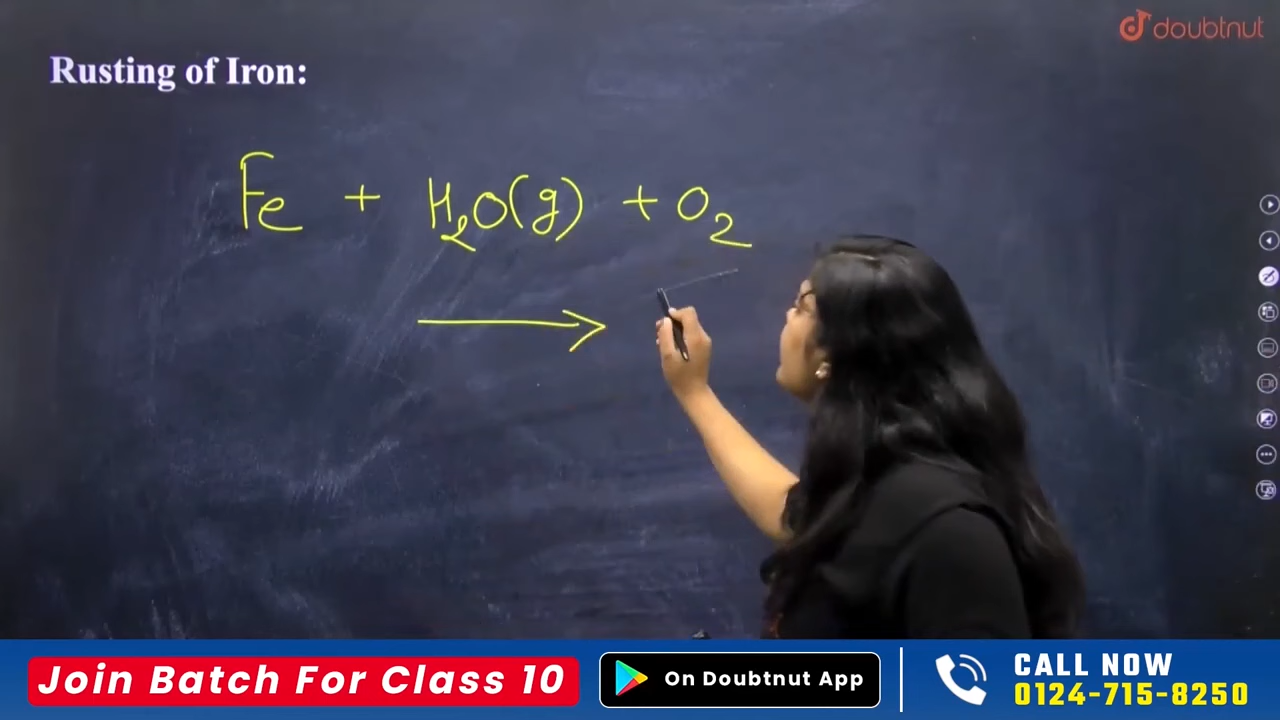 doubtnut
Rusting of Iron:
Fe + H₂O(g) + O₂
→
Join Batch For Class 10
On Doubtnut App
CALL NOW
0124-715-8250